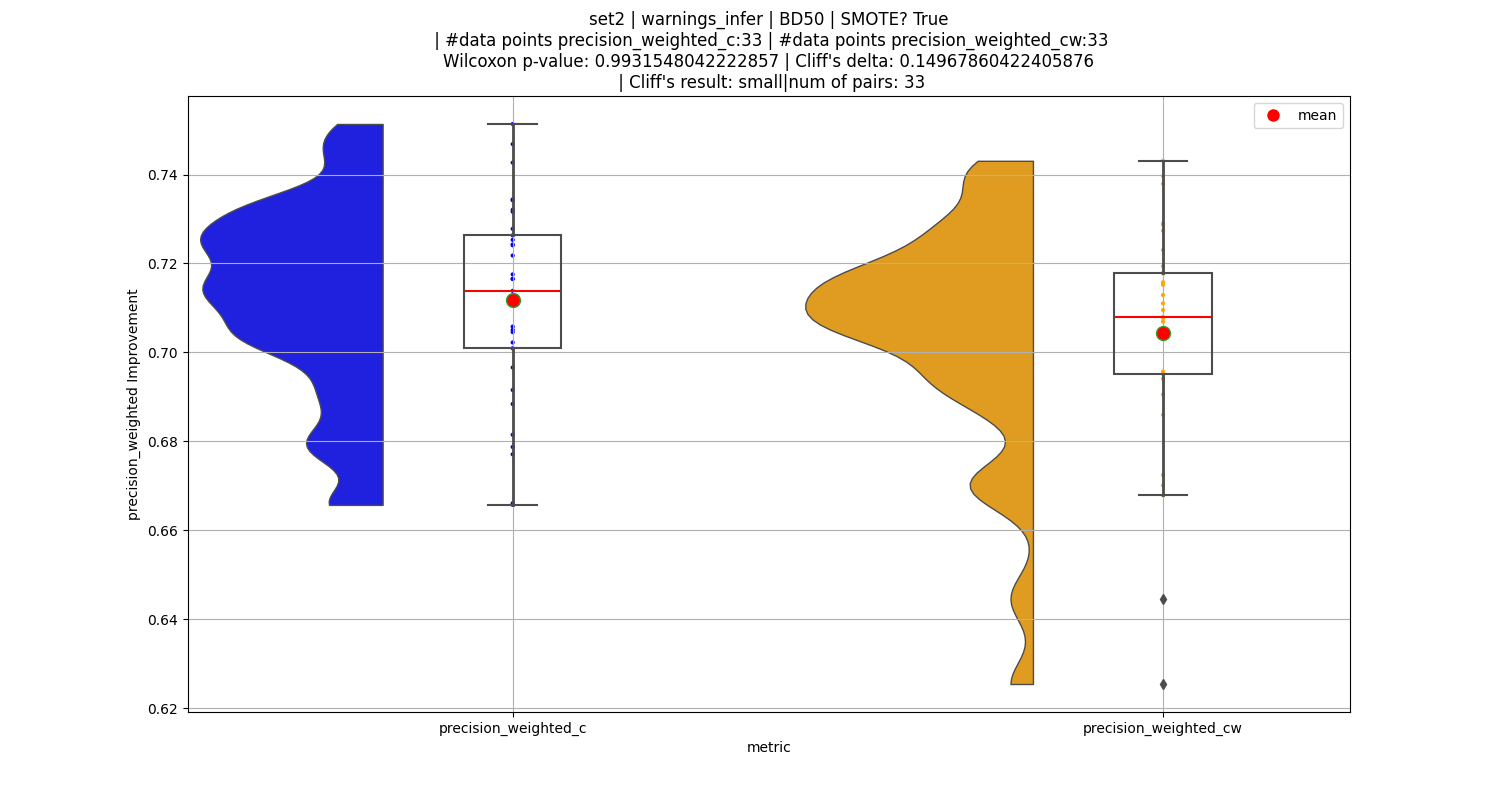 set2 | warnings_infer | BD50 | SMOTE? True
| #data points precision_weighted_c:33 | #data points precision_weighted_cw:33
Wilcoxon p-value: 0.9931548042222857 | Cliff's delta: 0.14967860422405876
| Cliff's result: small|num of pairs: 33
mean
0.74
0.72
0.70
0.68
0.66
0.64
0.62
precision_weighted Improvement
precision_weighted_c
precision_weighted_cw
metric